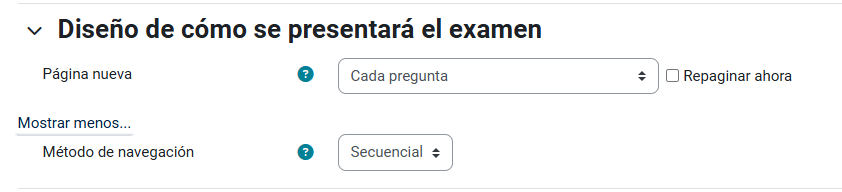 Diseño de cómo se presentará el examen
Página nueva ? Cada pregunta Repaginar ahora
Mostrar menos...
Método de navegación ? Secuencial